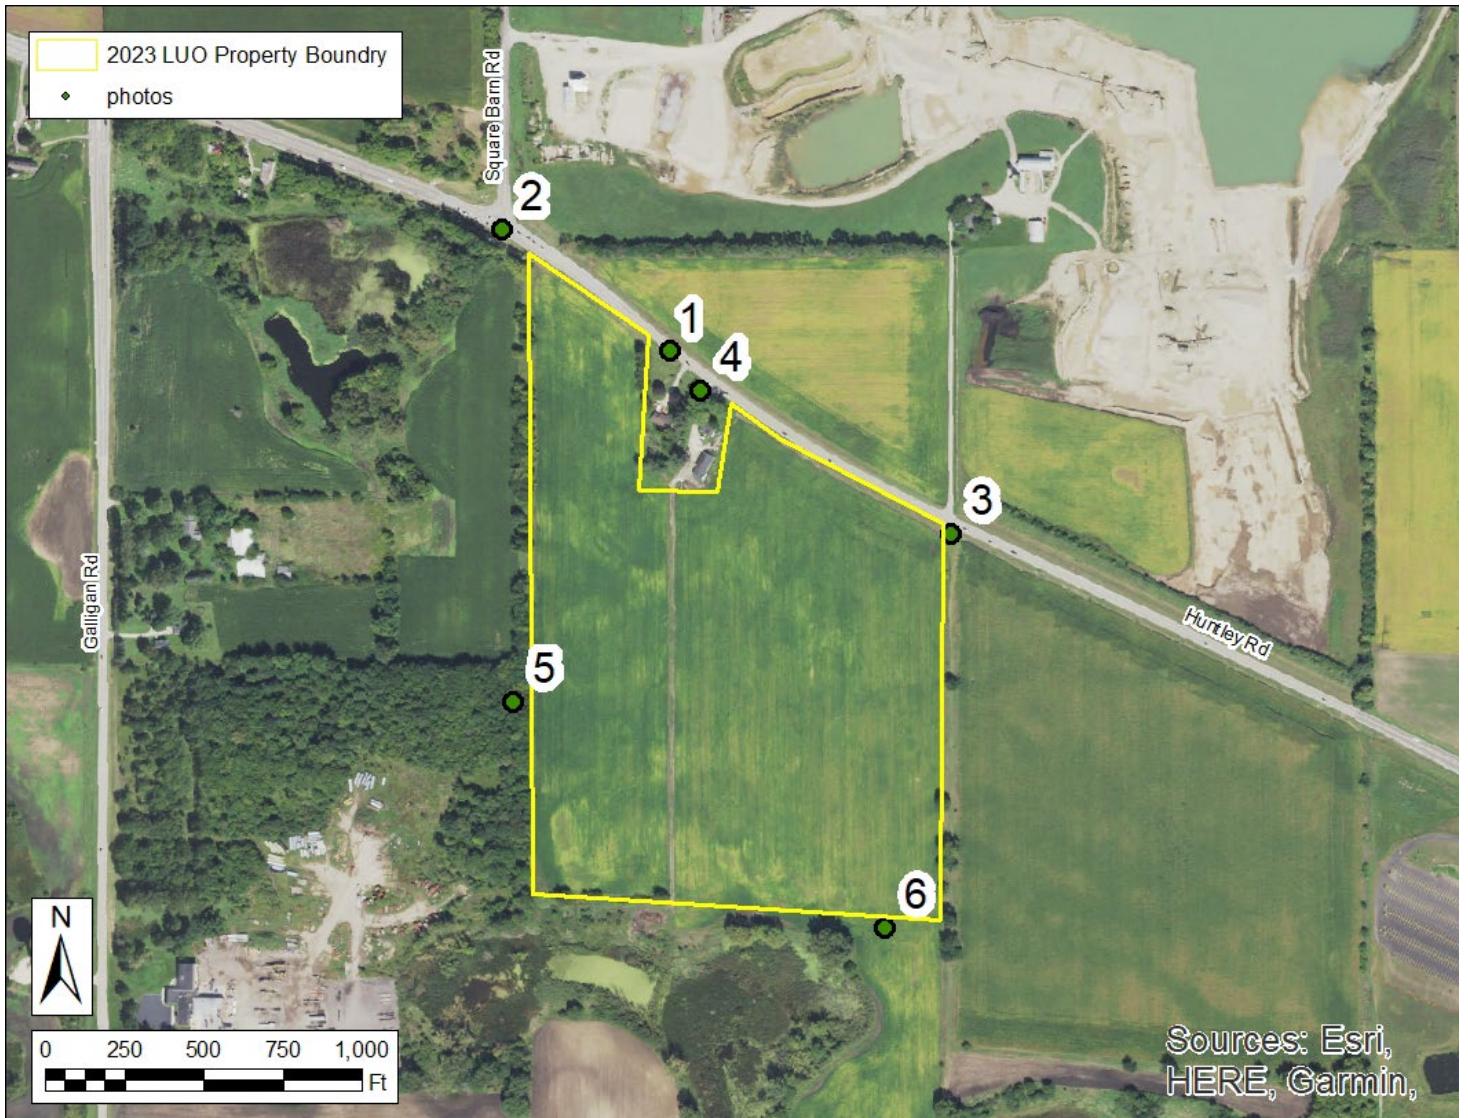 2023 LUO Property Boundry
photos
Square Barn Rd
2
1
4
3
Galligan Rd
Huntley Rd
5
6
N
0 250 500 750 1,000
Ft
Sources: Esri,
HERE, Garmin,